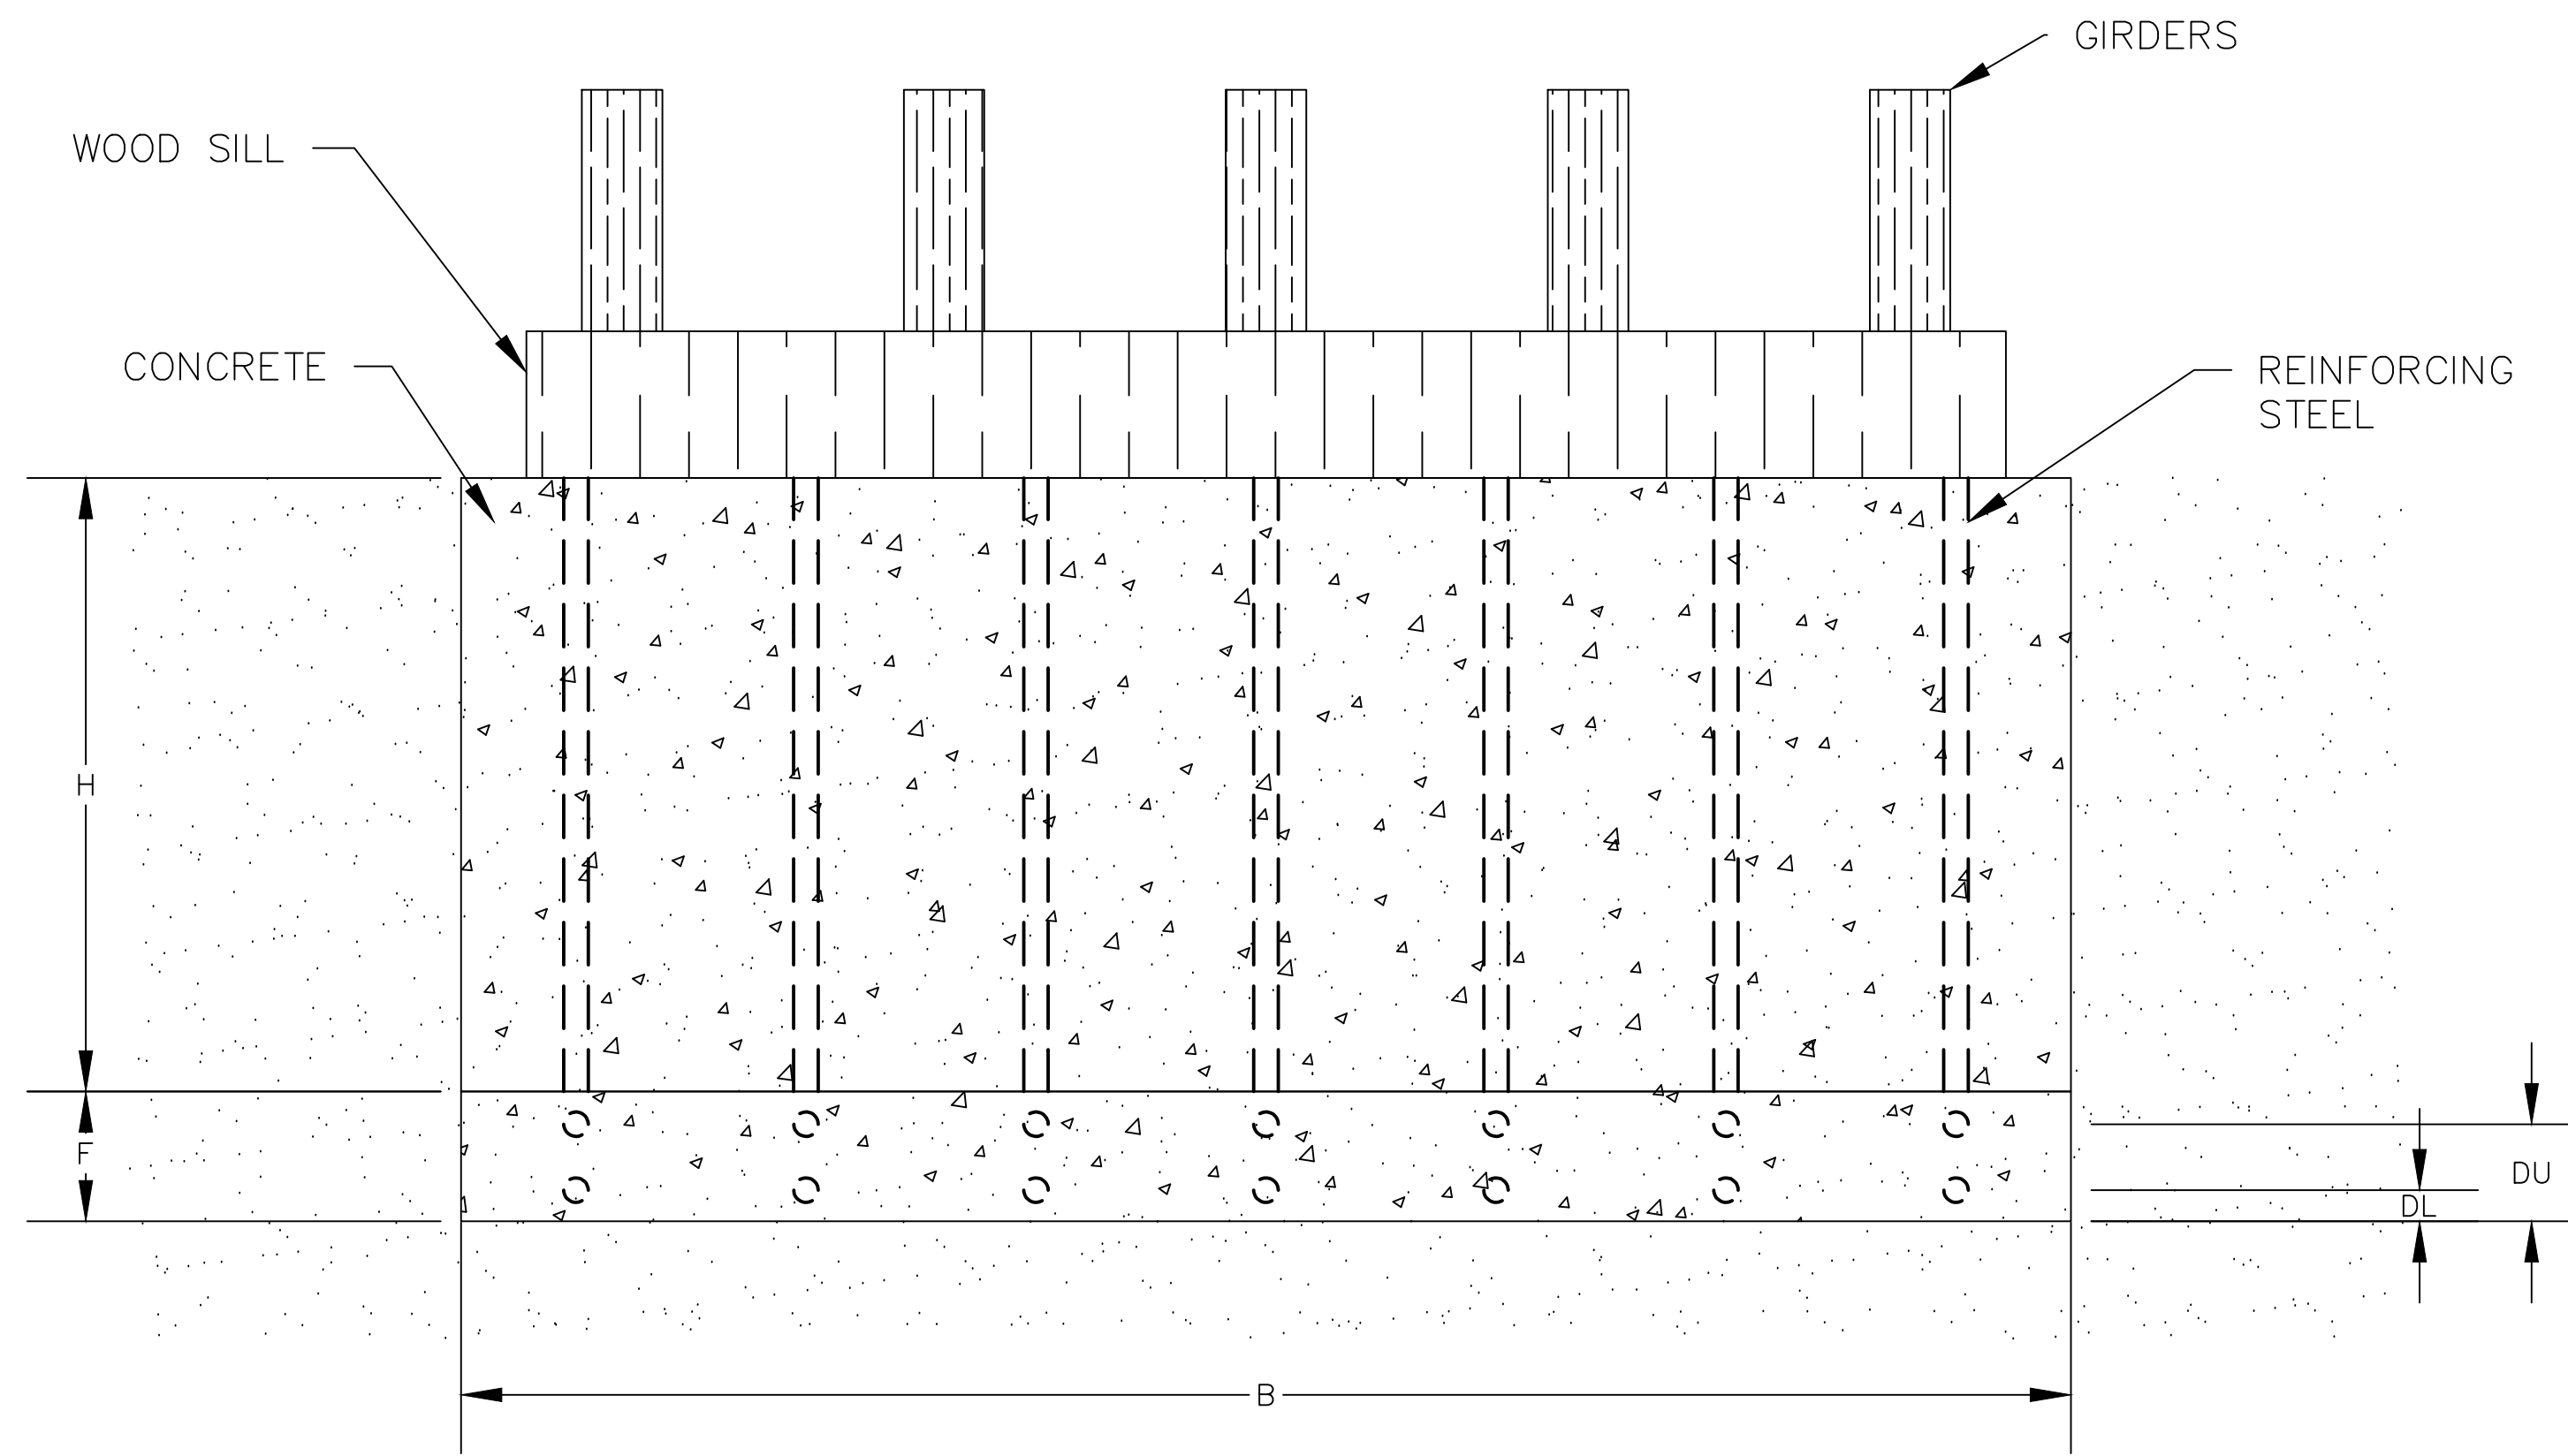 GIRDERS
WOOD SILL
CONCRETE
REINFORCING
STEEL
H
F
DU
DL
B